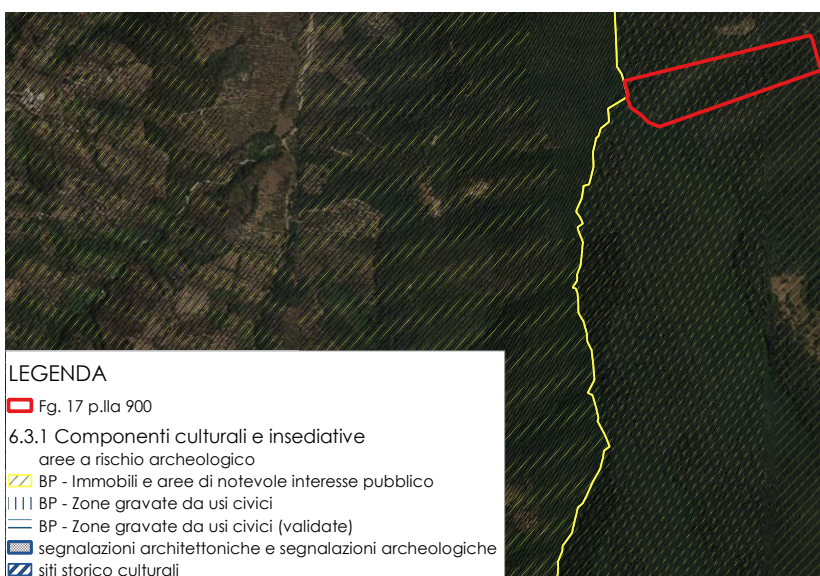 LEGENDA
Fg. 17 p.lla 900
6.3.1 Componenti culturali e insediative
aree a rischio archeologico
BP - Immobili e aree di notevole interesse pubblico
BP - Zone gravate da usi civici
BP - Zone gravate da usi civici (validate)
segnalazioni architettoniche e segnalazioni archeologiche
siti storico culturali